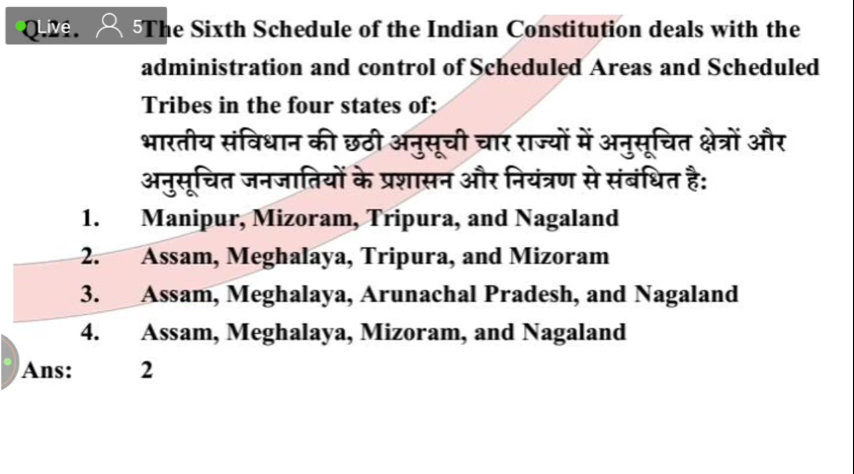 Q.21. Live 5 The Sixth Schedule of the Indian Constitution deals with the
administration and control of Scheduled Areas and Scheduled
Tribes in the four states of:
भारतीय संविधान की छठी अनुसूची चार राज्यों में अनुसूचित क्षेत्रों और
अनुसूचित जनजातियों के प्रशासन और नियंत्रण से संबंधित है:
1. Manipur, Mizoram, Tripura, and Nagaland
2. Assam, Meghalaya, Tripura, and Mizoram
3. Assam, Meghalaya, Arunachal Pradesh, and Nagaland
4. Assam, Meghalaya, Mizoram, and Nagaland
Ans: 2